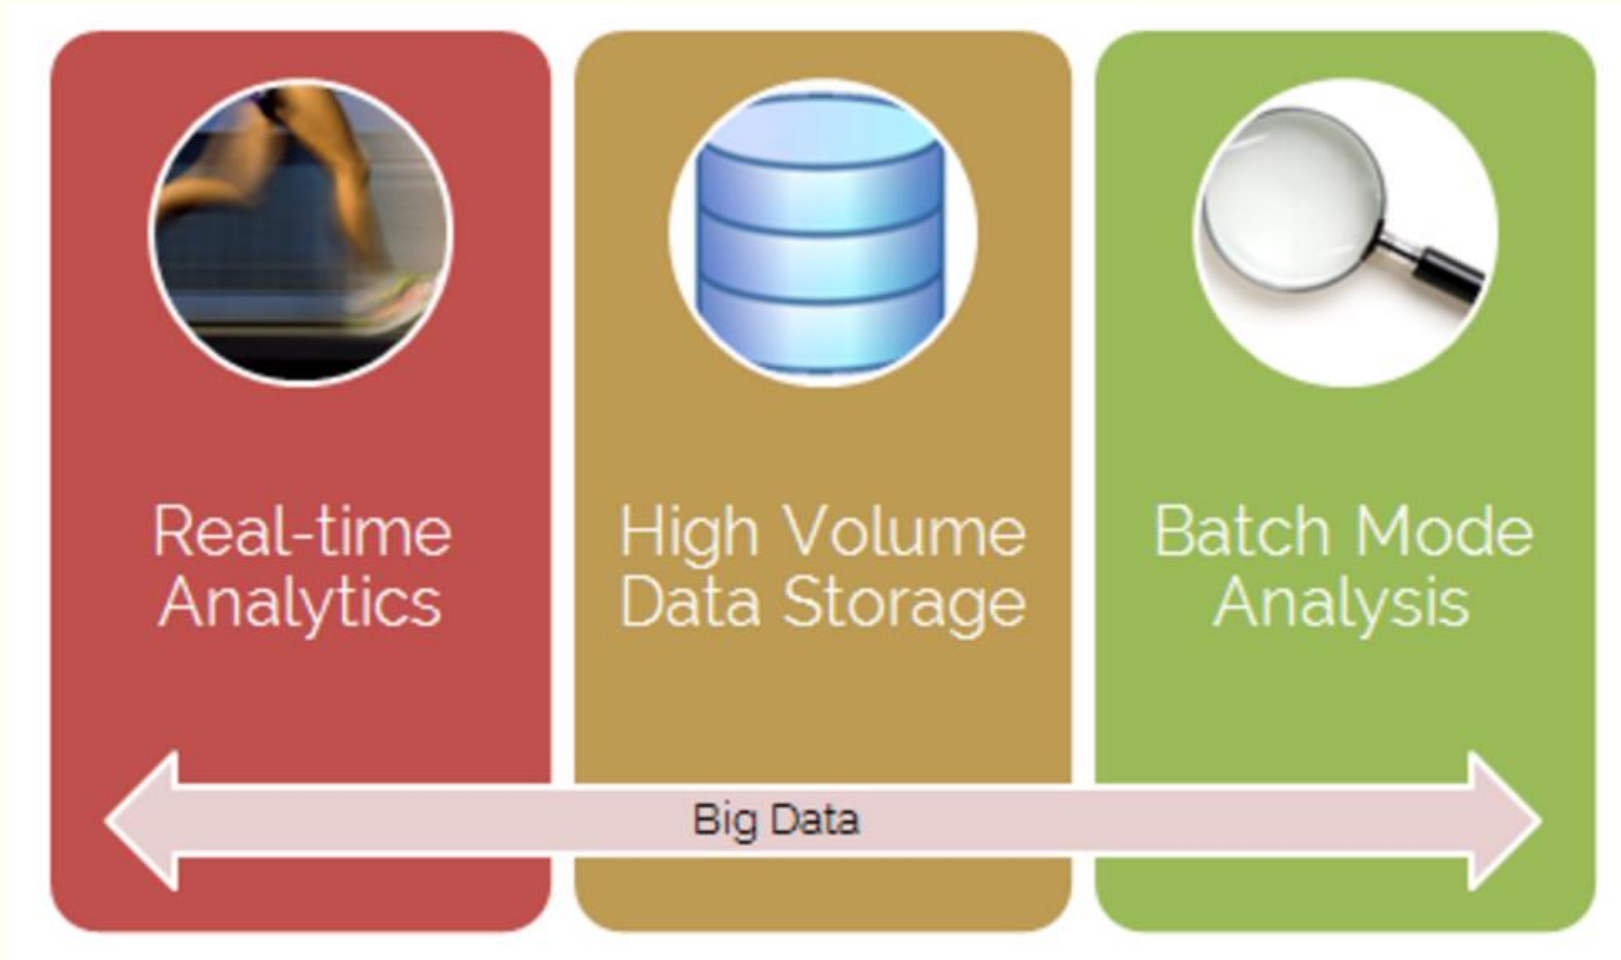 Real-time
Analytics
High Volume
Data Storage
Batch Mode
Analysis
Big Data